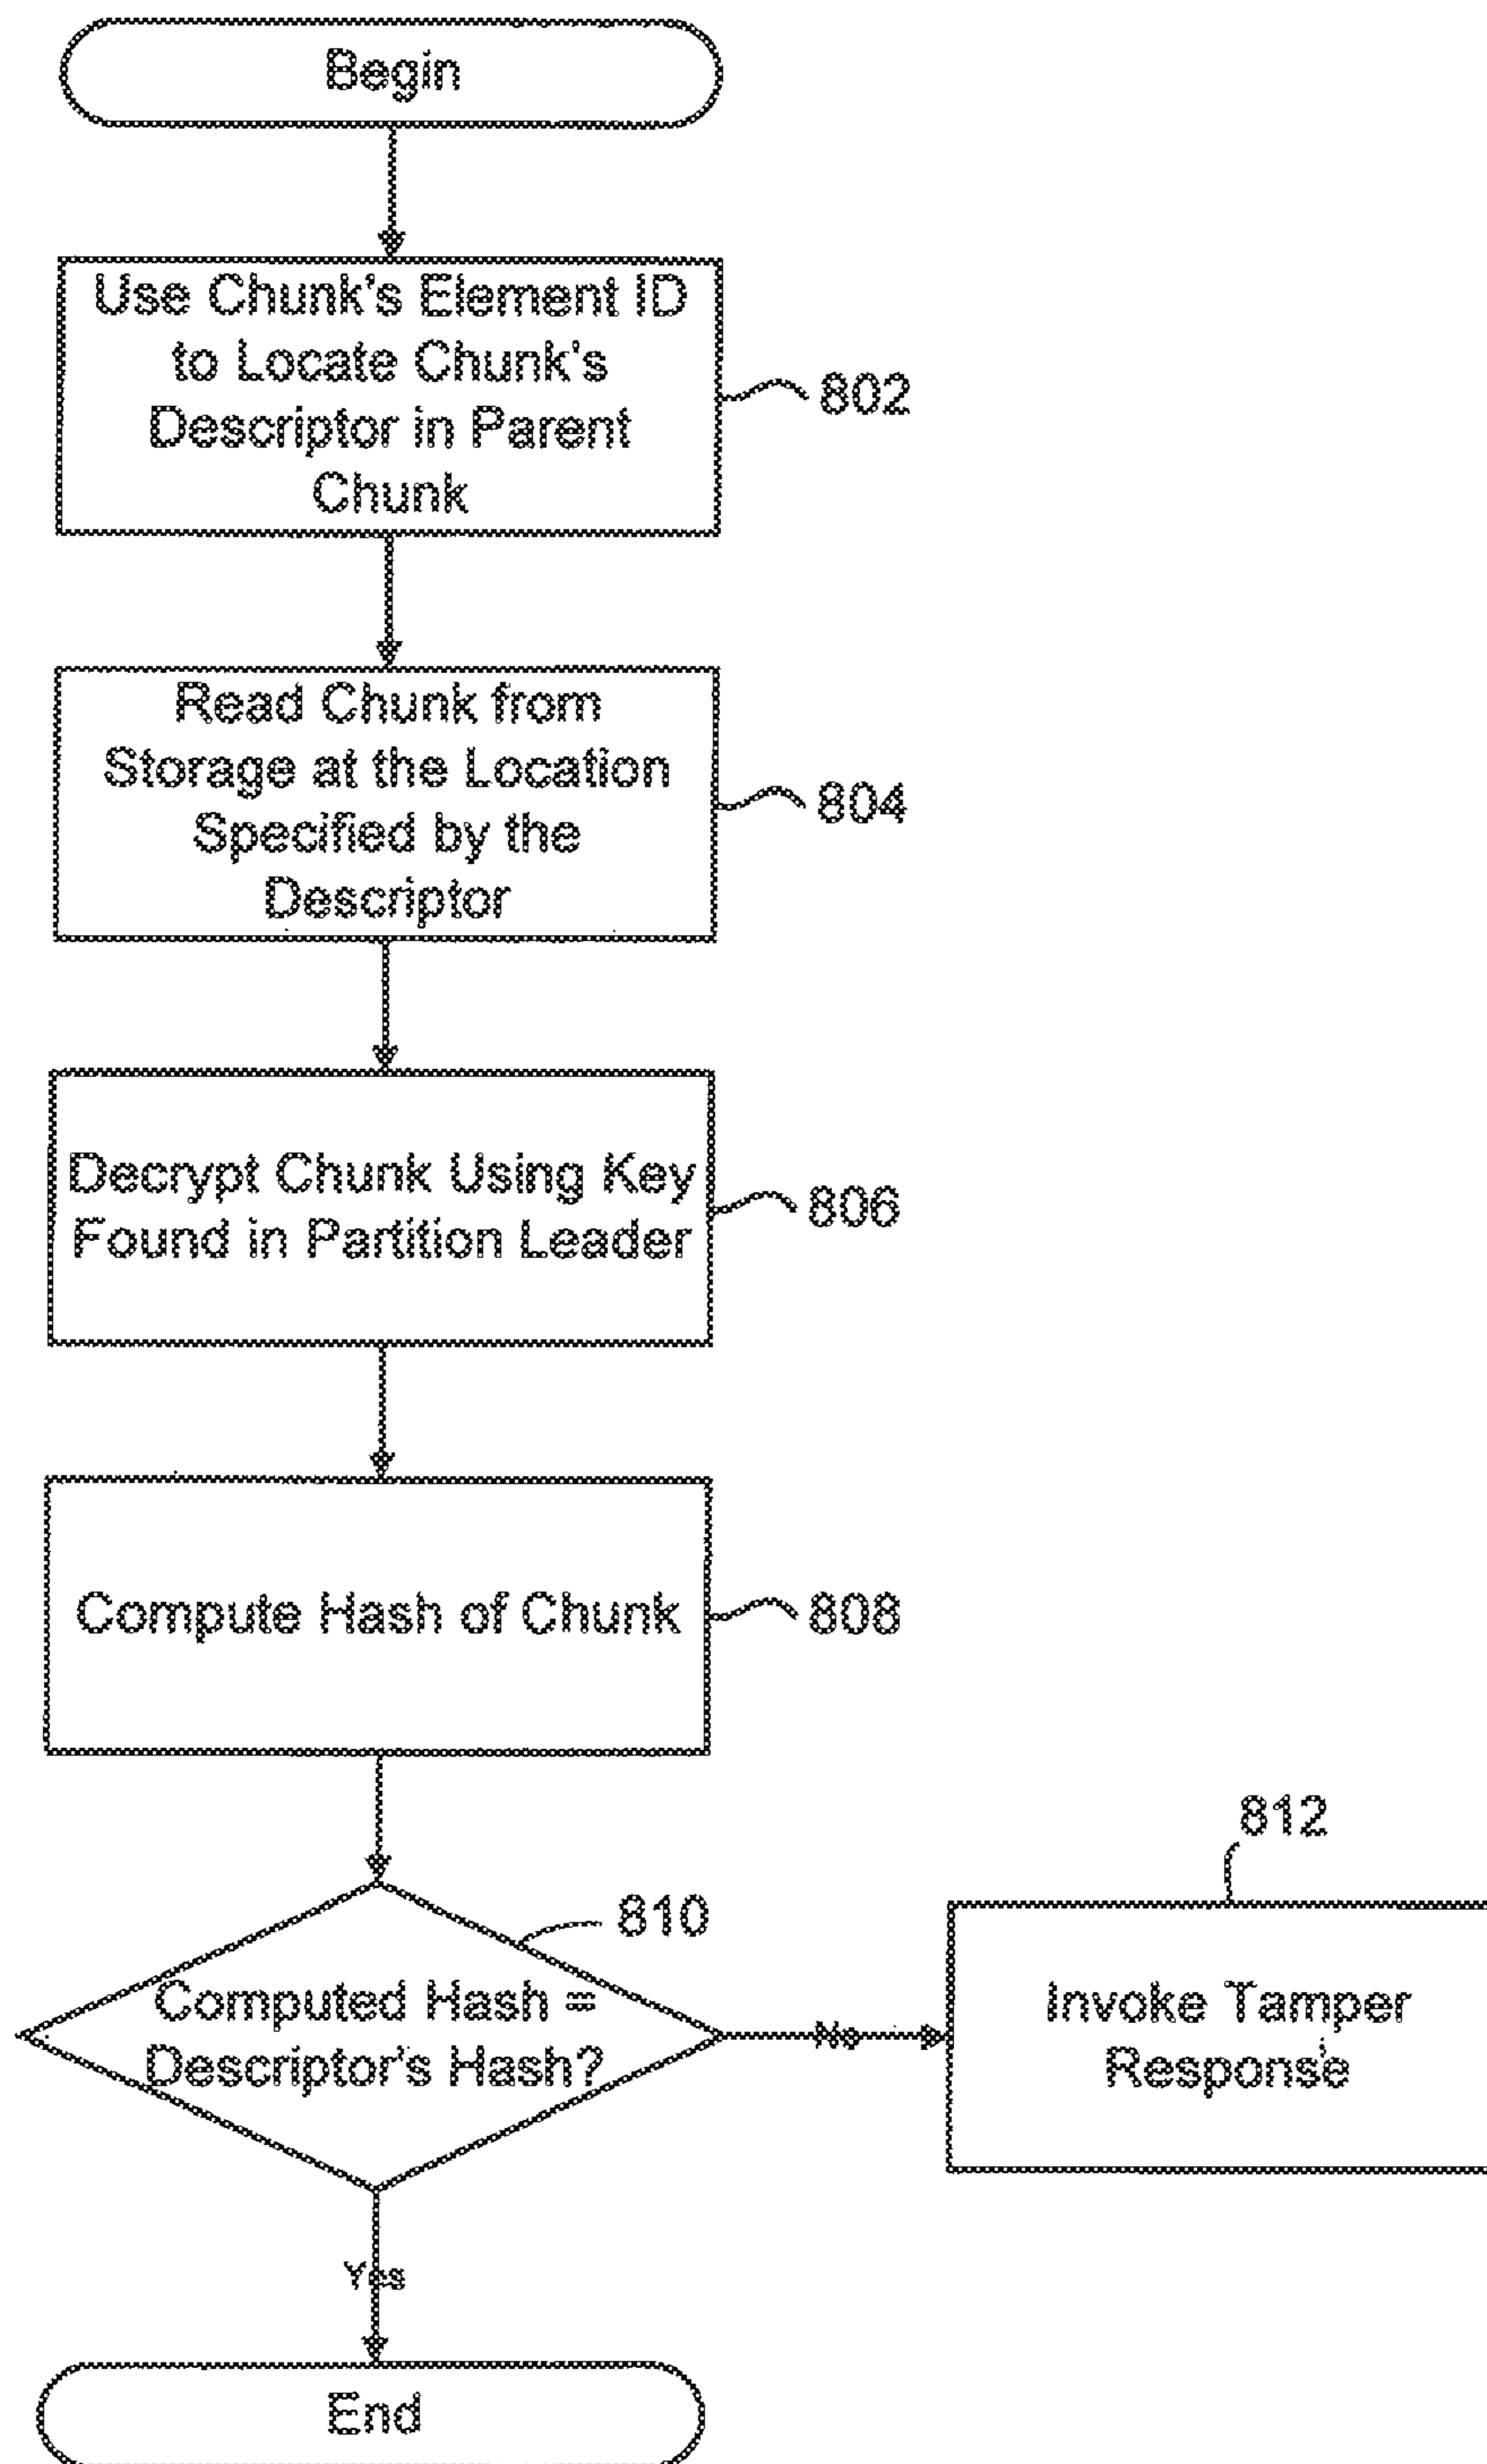 Begin
Use Chunk's Element ID
to Locate Chunk's
Descriptor in Parent
Chunk
802
Read Chunk from
Storage at the Location
Specified by the
Descriptor
804
Decrypt Chunk Using Key
Found in Partition Leader
806
Compute Hash of Chunk
808
810
Computed Hash =
Descriptor's Hash?
No
812
Invoke Tamper
Response
Yes
End